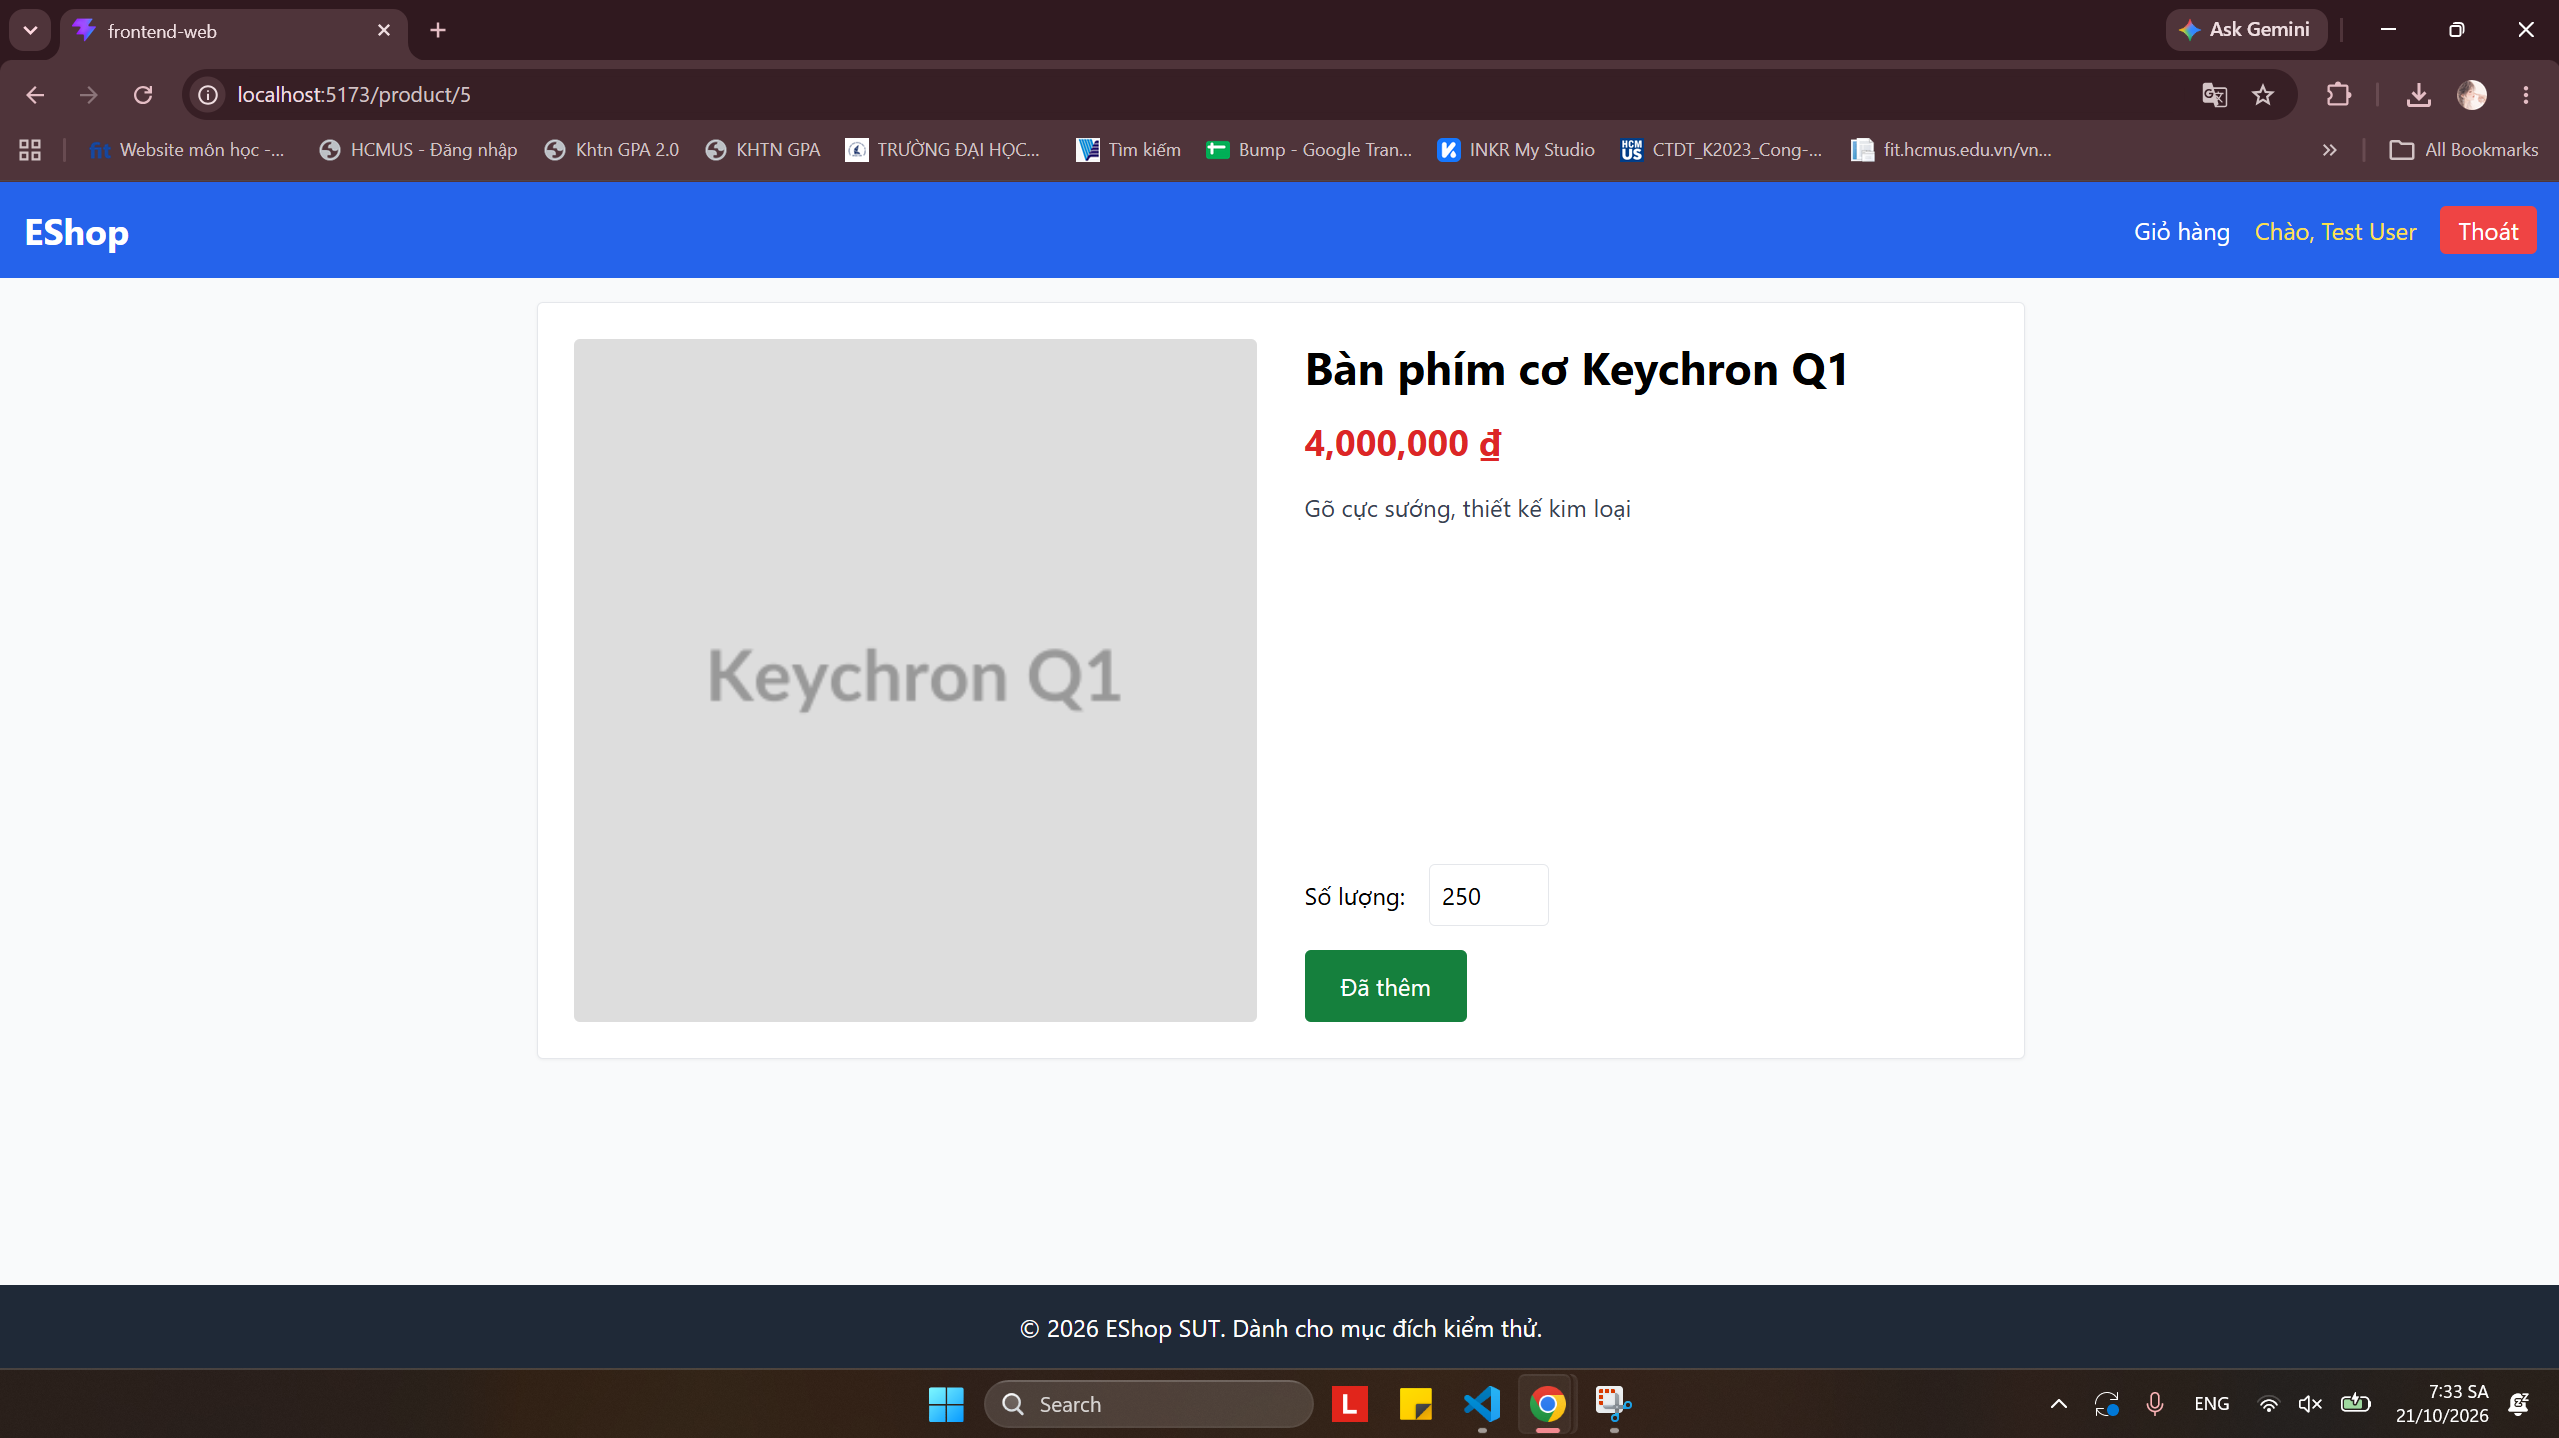 frontend-web
Ask Gemini
localhost:5173/product/5
fit Website môn học -...
HCMUS - Đăng nhập
Khtn GPA 2.0
KHTN GPA
TRƯỜNG ĐẠI HỌC...
Tìm kiếm
Bump - Google Tran...
INKR My Studio
HCM US CTDT_K2023_Cong-...
fit.hcmus.edu.vn/vn...
All Bookmarks
EShop
Giỏ hàng
Chào, Test User
Thoát
Keychron Q1
Bàn phím cơ Keychron Q1
4,000,000 ₫
Gõ cực sướng, thiết kế kim loại
Số lượng: 250
Đã thêm
© 2026 EShop SUT. Dành cho mục đích kiểm thử.
Search
L
ENG
7:33 SA
21/10/2026